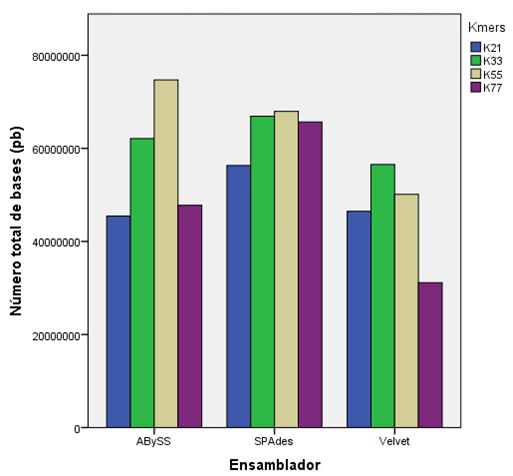 Kmers
K21
K33
K55
K77
Número total de bases (pb)
80000000
60000000
40000000
20000000
0
ABySS
SPAdes
Velvet
Ensamblador